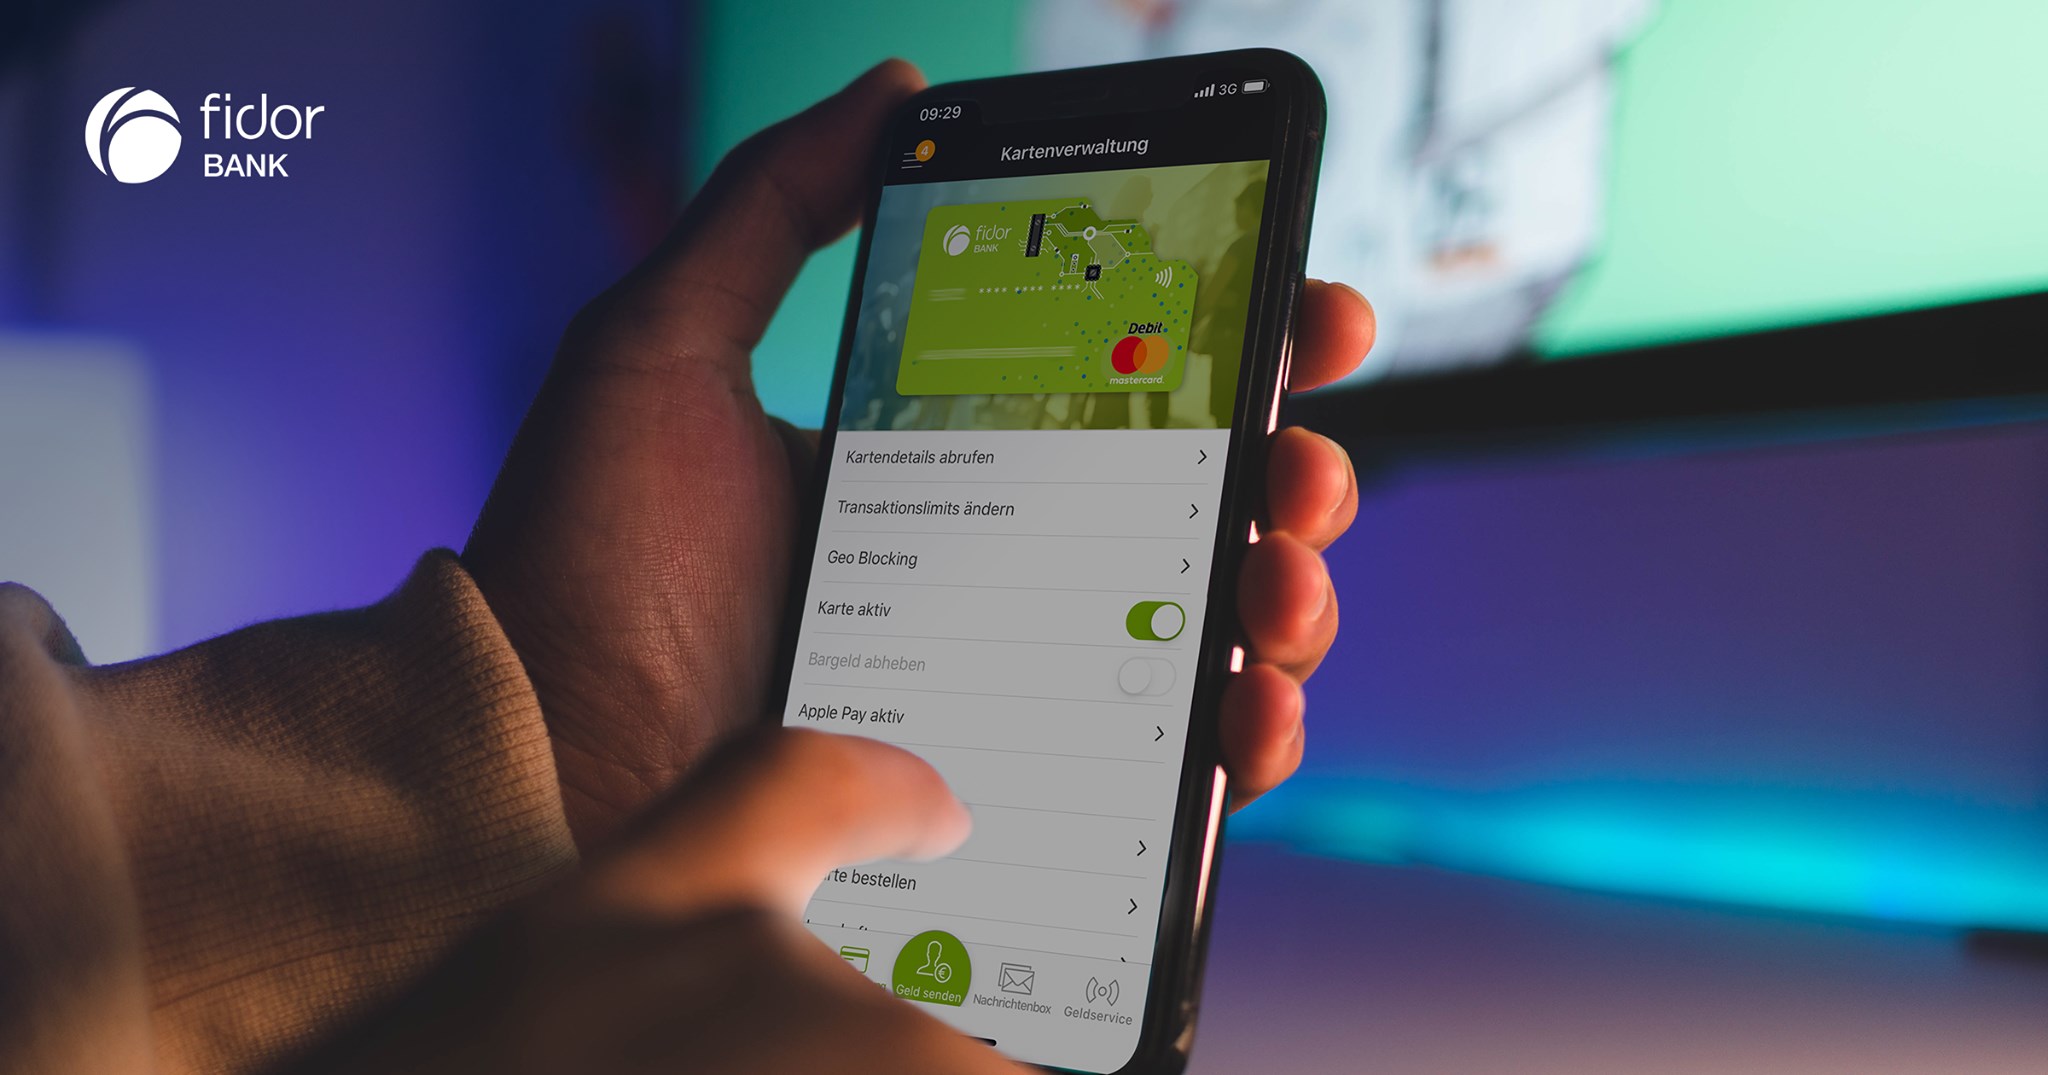 fidor
BANK
09:29
3G
4
Kartenverwaltung
fidor
BANK
**** **** ****
Debit
mastercard.
Kartendetails abrufen
Transaktionslimits ändern
Geo Blocking
Karte aktiv
Bargeld abheben
Apple Pay aktiv
bestellen
Geld senden
Nachrichtenbox
Geldservice